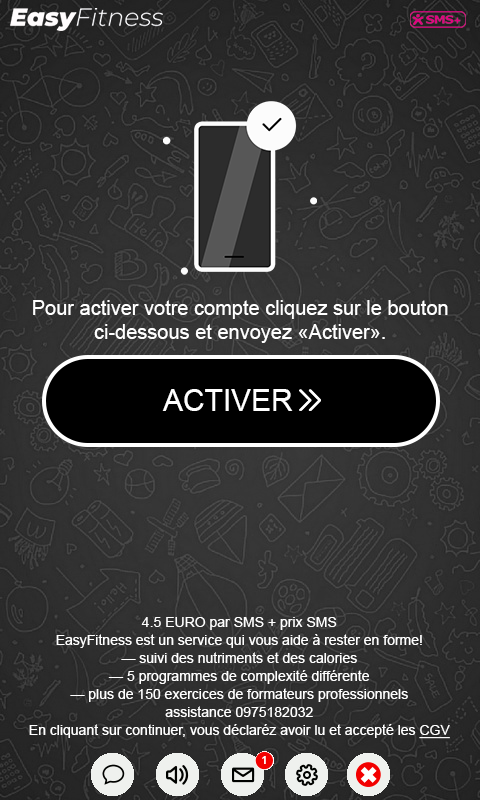 EasyFitness
SMS+
Pour activer votre compte cliquez sur le bouton
ci-dessous et envoyez «Activer».
ACTIVER
4.5 EURO par SMS + prix SMS
EasyFitness est un service qui vous aide à rester en forme!
— suivi des nutriments et des calories
— 5 programmes de complexité différente
— plus de 150 exercices de formateurs professionnels
assistance 0975182032
En cliquant sur continuer, vous déclarêz avoir lu et accepté les CGV
1